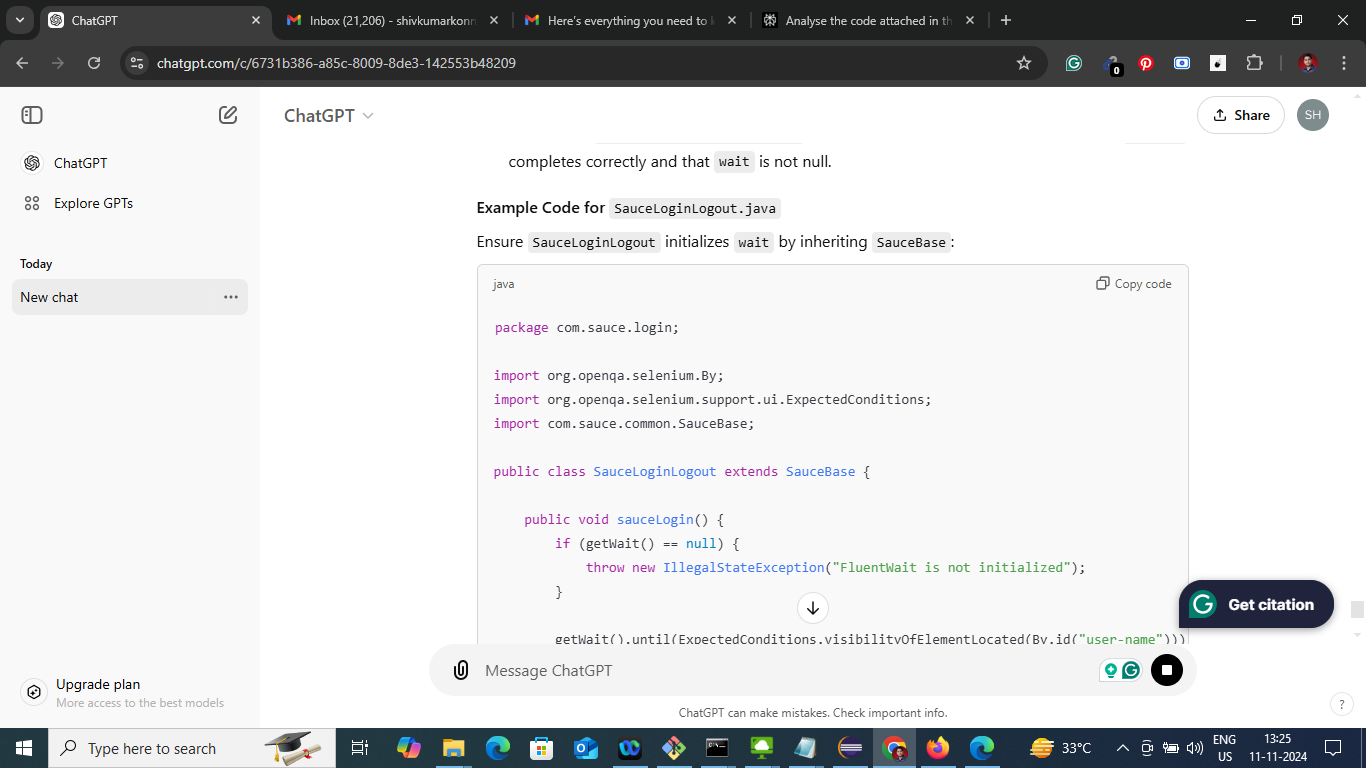 ChatGPT
Inbox (21,206) - shivkumarkonn
Here's everything you need to k
Analyse the code attached in th
chatgpt.com/c/6731b386-a85c-8009-8de3-142553b48209
0
ChatGPT
Share
SH
ChatGPT
Explore GPTs
Today
New chat
completes correctly and that wait is not null.
Example Code for SauceLoginLogout.java
Ensure SauceLoginLogout initializes wait by inheriting SauceBase:
java
Copy code
package com.sauce.login;
import org.openqa.selenium.By;
import org.openqa.selenium.support.ui.ExpectedConditions;
import com.sauce.common.SauceBase;
public class SauceLoginLogout extends SauceBase {
public void sauceLogin() {
if (getWait() == null) {
throw new IllegalStateException("FluentWait is not initialized");
}
getWait().until(ExpectedConditions.visibilityOfElementLocated(By.id("user-name")))
Get citation
Message ChatGPT
Upgrade plan
More access to the best models
ChatGPT can make mistakes. Check important info.
?
Type here to search
33°C
ENG
US
13:25
11-11-2024